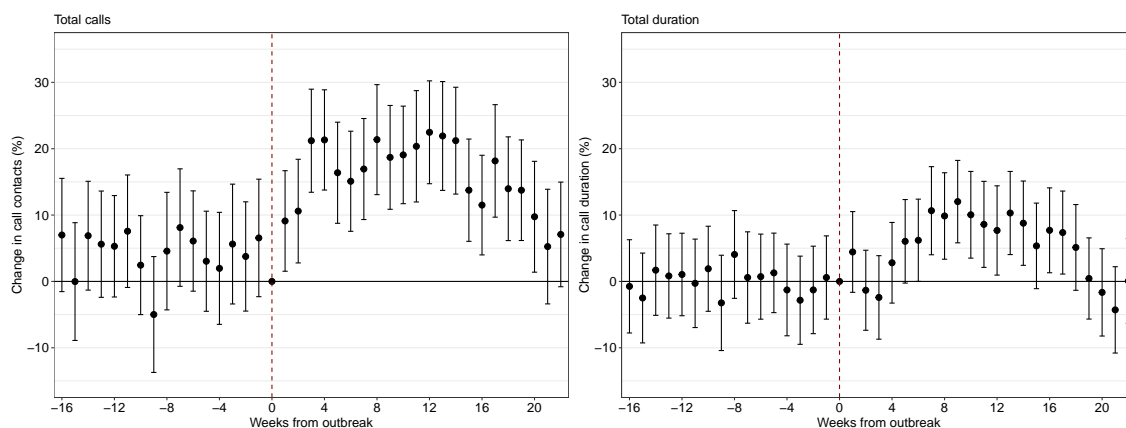 Total calls
Change in call contacts (%)
30
20
10
0
−10
−16 −12 −8 −4 0 4 8 12 16 20
Weeks from outbreak
Total duration
Change in call duration (%)
30
20
10
0
−10
−16 −12 −8 −4 0 4 8 12 16 20
Weeks from outbreak